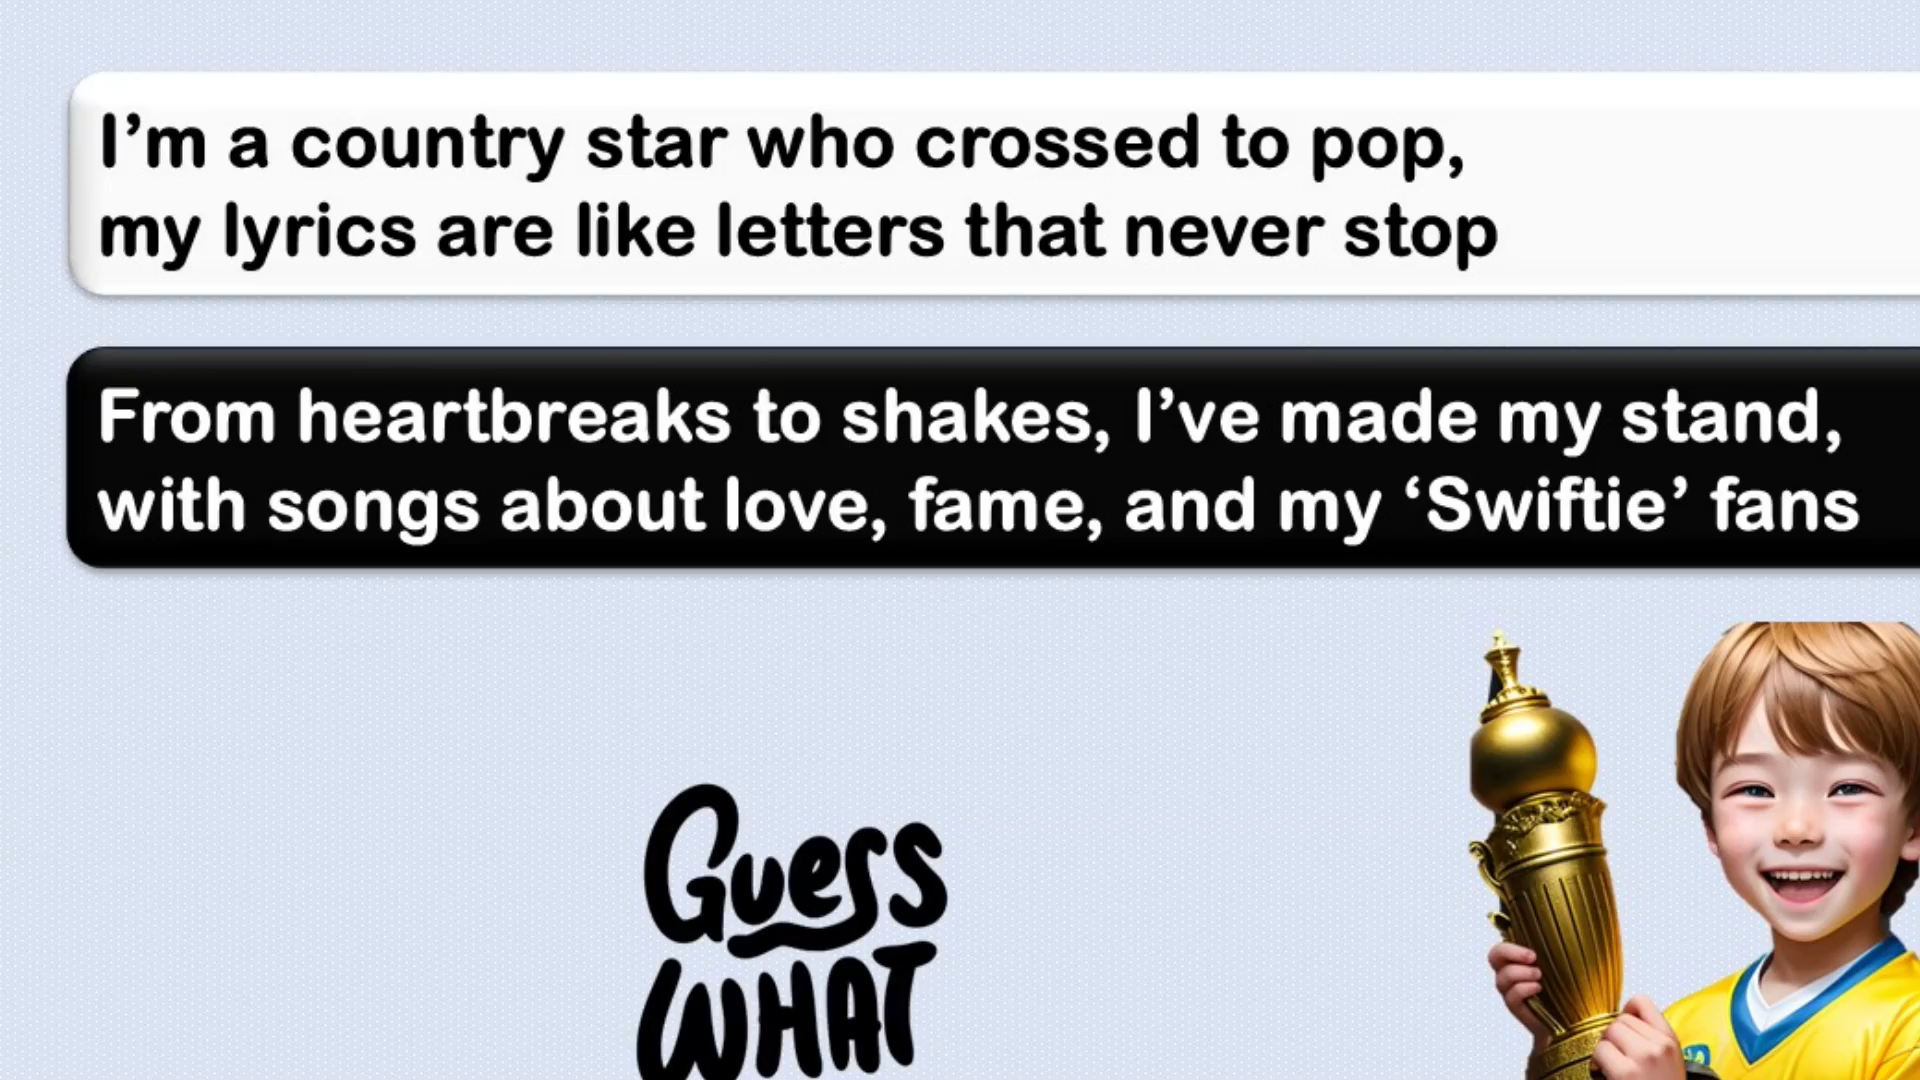 I’m a country star who crossed to pop,
my lyrics are like letters that never stop
From heartbreaks to shakes, I’ve made my stand,
with songs about love, fame, and my ‘Swiftie’ fans
Guess
WHAT